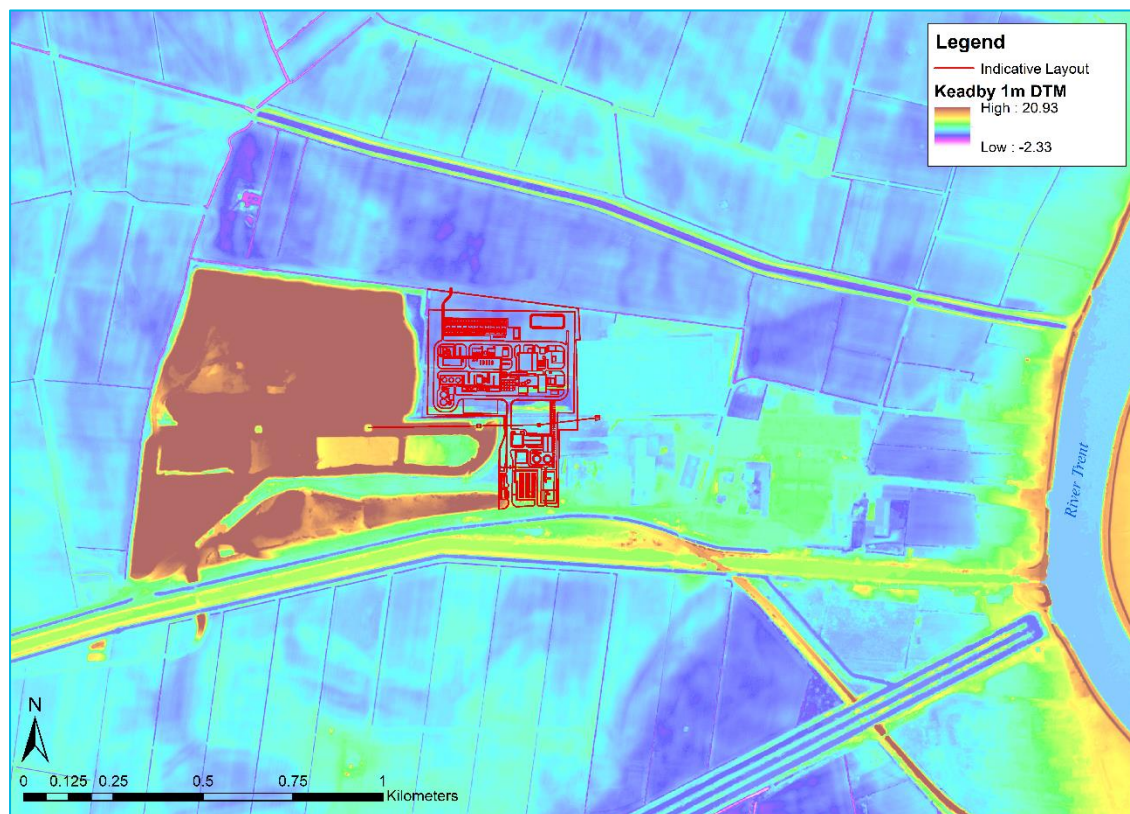 Legend
Indicative Layout
Keadby 1m DTM
High : 20.93
Low : -2.33
River Trent
N
0 0.125 0.25 0.5 0.75 1
Kilometers